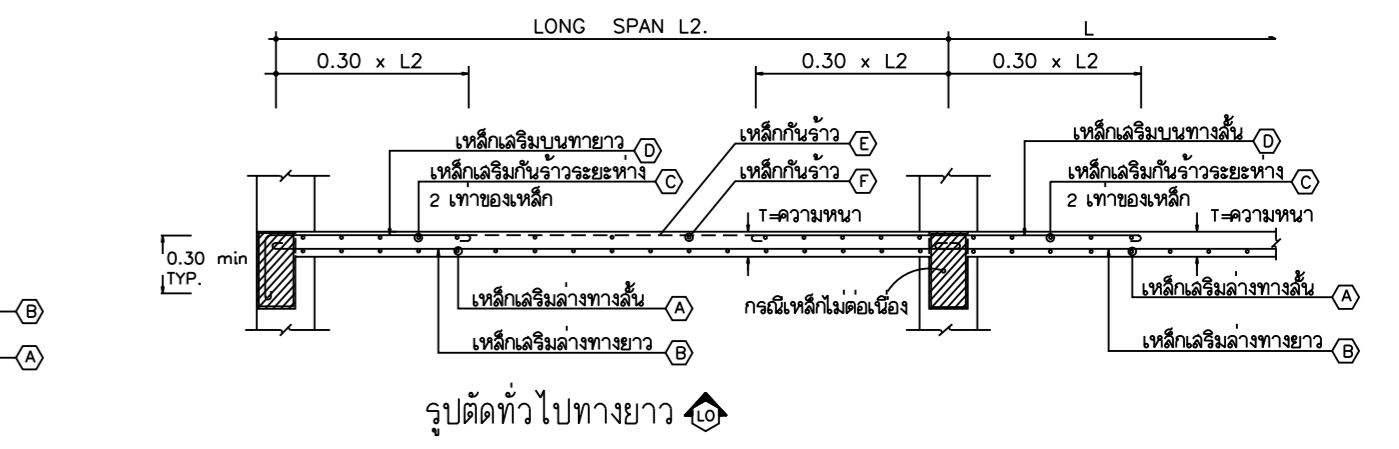 LONG SPAN L2.
L
0.30 x L2
0.30 x L2
0.30 x L2
เหล็กเสริมบนทายาว D
เหล็กกันร้าว E
เหล็กเสริมบนทางลั้น D
เหล็กเสริมกันร้าวระยะห่าง C
2 เท่าของเหล็ก
เหล็กกันร้าว F
เหล็กเสริมกันร้าวระยะห่าง C
2 เท่าของเหล็ก
T=ความหนา
T=ความหนา
0.30 min
TYP.
B
A
เหล็กเสริมล่างทางลั้น A
กรณีเหล็กไม่ต่อเนื่อง
เหล็กเสริมล่างทางลั้น A
เหล็กเสริมล่างทางยาว B
เหล็กเสริมล่างทางยาว B
รูปตัดทั่วไปทางยาว LO